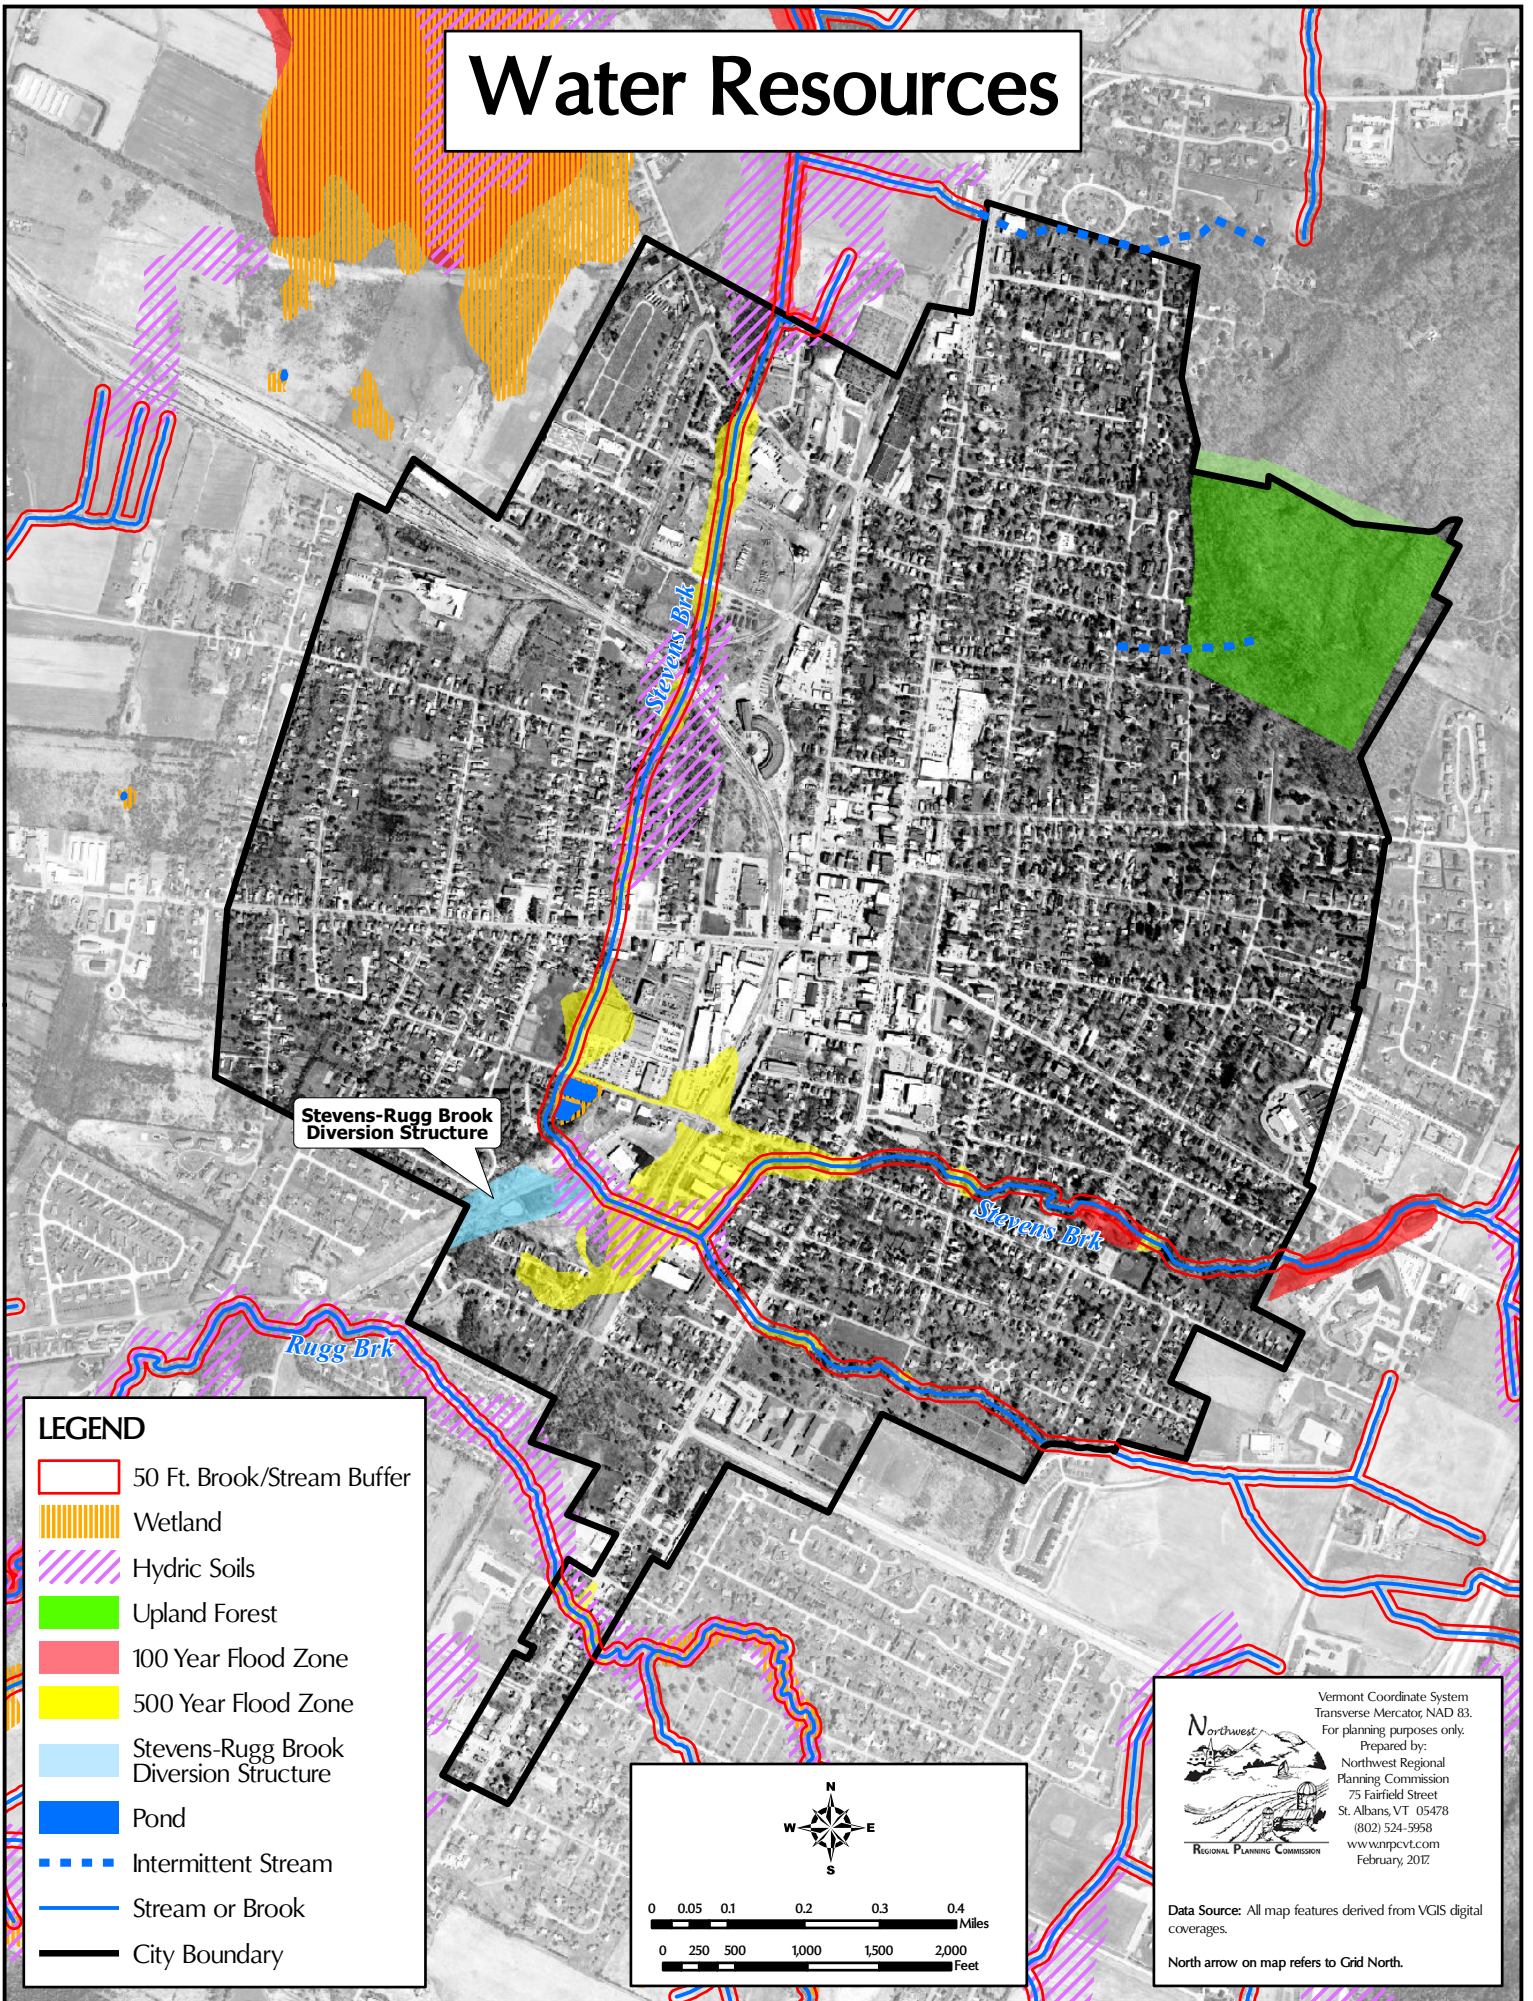 Water Resources
Stevens Brk
Stevens-Rugg Brook
Diversion Structure
Stevens Brk
Rugg Brk
LEGEND
50 Ft. Brook/Stream Buffer
Wetland
Hydric Soils
Upland Forest
100 Year Flood Zone
500 Year Flood Zone
Stevens-Rugg Brook
Diversion Structure
Pond
Intermittent Stream
Stream or Brook
City Boundary
N
W E
S
0 0.05 0.1 0.2 0.3 0.4
Miles
0 250 500 1,000 1,500 2,000
Feet
Northwest
REGIONAL PLANNING COMMISSION
Vermont Coordinate System
Transverse Mercator, NAD 83.
For planning purposes only.
Prepared by:
Northwest Regional
Planning Commission
75 Fairfield Street
St. Albans, VT 05478
(802) 524-5958
www.nrpcvt.com
February, 2017.
Data Source: All map features derived from VGIS digital
coverages.
North arrow on map refers to Grid North.